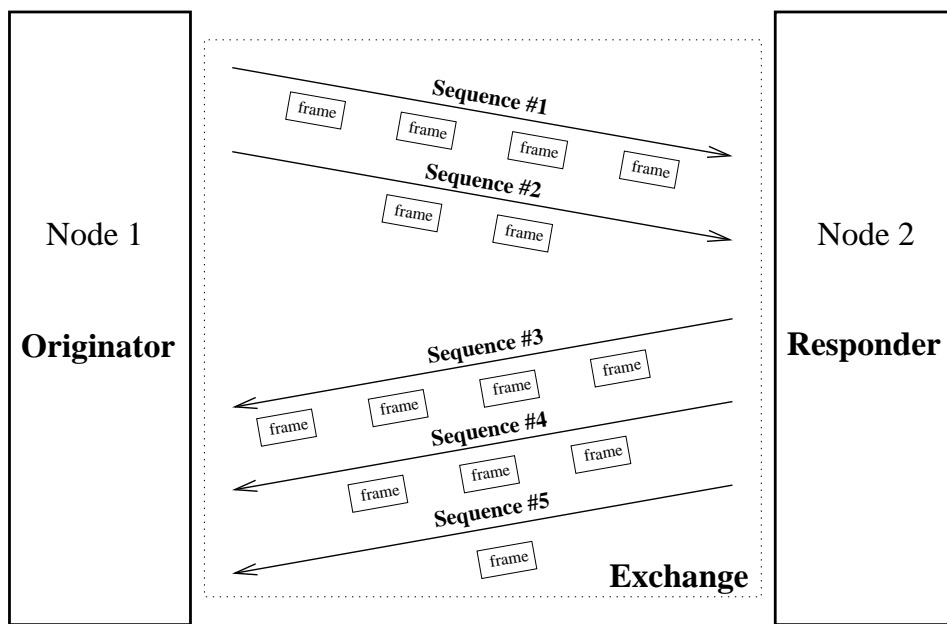 Node 1
Originator
Sequence #1
frame
frame
frame
frame
Sequence #2
frame
frame
Sequence #3
frame
frame
frame
frame
Sequence #4
frame
frame
frame
Sequence #5
frame
Exchange
Node 2
Responder